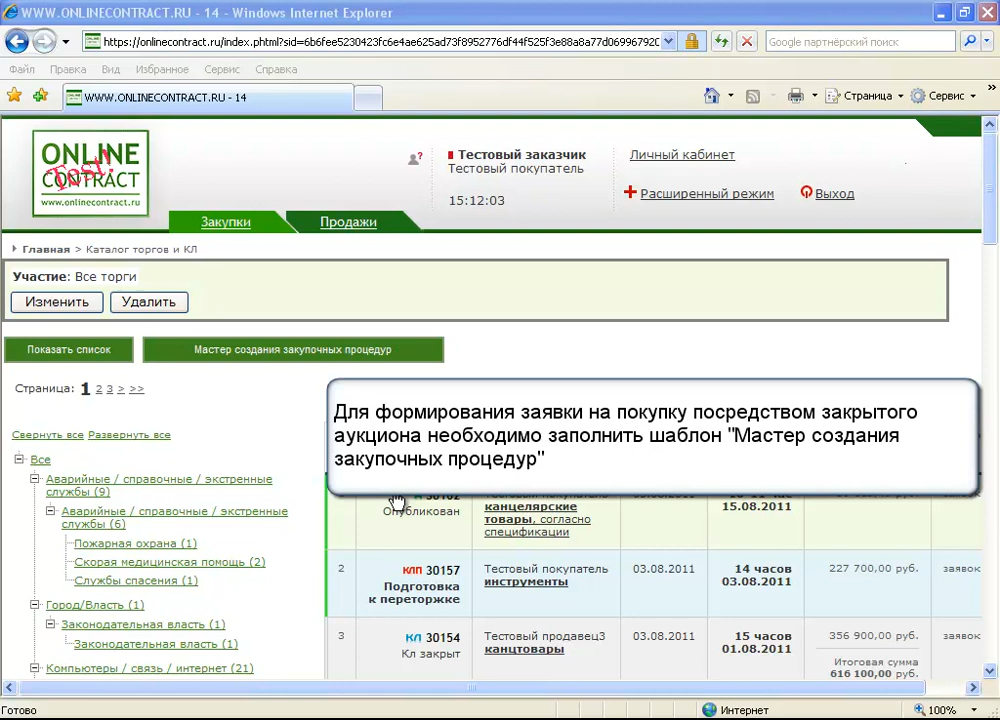 WWW.ONLINECONTRACT.RU - 14 - Windows Internet Explorer
https://onlinecontract.ru/index.phtml?sid=6b6fee5230423fc6e4ae625ad73f8952776df44f525f3e88a8a77d069967920
Google партнёрский поиск
Файл Правка Вид Избранное Сервис Справка
WWW.ONLINECONTRACT.RU - 14
Страница Сервис
ONLINE
CONTRACT
Test!
www.onlinecontract.ru
Тестовый заказчик
Тестовый покупатель
15:12:03
Личный кабинет
Расширенный режим Выход
Закупки Продажи
Главная > Каталог торгов и КЛ
Участие: Все торги
Изменить Удалить
Показать список Мастер создания закупочных процедур
Страница: 1 2 3 > >>
Для формирования заявки на покупку посредством закрытого
аукциона необходимо заполнить шаблон "Мастер создания
закупочных процедур"
Свернуть все Развернуть все
Все
Аварийные / справочные / экстренные
службы (9)
Аварийные / справочные / экстренные
службы (6)
Пожарная охрана (1)
Скорая медицинская помощь (2)
Службы спасения (1)
Город/Власть (1)
Законодательная власть (1)
Законодательная власть (1)
Компьютеры / связь / интернет (21)
Опубликован
канцелярские
товары, согласно
спецификации
15.08.2011
2 КЛП 30157
Подготовка
к переторжке
Тестовый покупатель
инструменты
03.08.2011
14 часов
03.08.2011
227 700,00 руб.
заявок
3 КЛ 30154
Кл закрыт
Тестовый продавец3
канцтовары
03.08.2011
15 часов
01.08.2011
356 900,00 руб.
Итоговая сумма
616 100,00 руб.
заявок
Готово
Интернет
100%